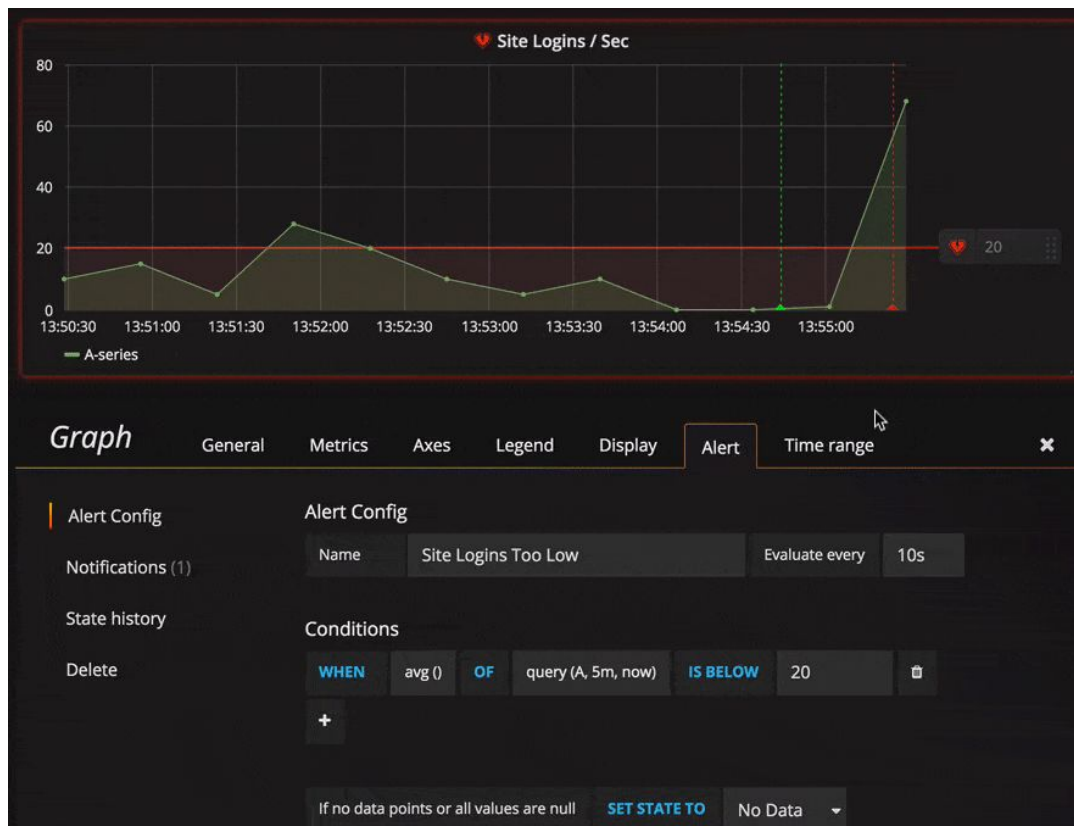 Site Logins / Sec
80
60
40
20
0
20
13:50:30 13:51:00 13:51:30 13:52:00 13:52:30 13:53:00 13:53:30 13:54:00 13:54:30 13:55:00
A-series
Graph General Metrics Axes Legend Display Alert Time range
Alert Config
Notifications (1)
State history
Delete
Alert Config
Name Site Logins Too Low Evaluate every 10s
Conditions
WHEN avg () OF query (A, 5m, now) IS BELOW 20
If no data points or all values are null SET STATE TO No Data